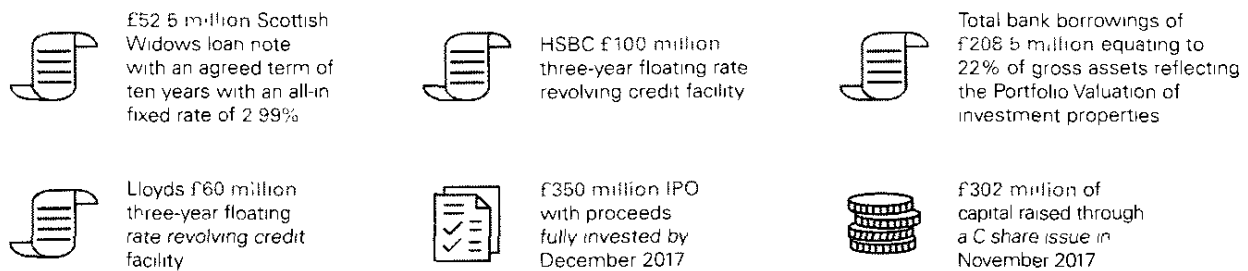 £52 5 million Scottish
Widows loan note
with an agreed term of
ten years with an all-in
fixed rate of 2 99%
HSBC £100 million
three-year floating rate
revolving credit facility
Total bank borrowings of
£208 5 million equating to
22% of gross assets reflecting
the Portfolio Valuation of
investment properties
Lloyds £60 million
three-year floating
rate revolving credit
facility
£350 million IPO
with proceeds
fully invested by
December 2017
£302 million of
capital raised through
a C share issue in
November 2017